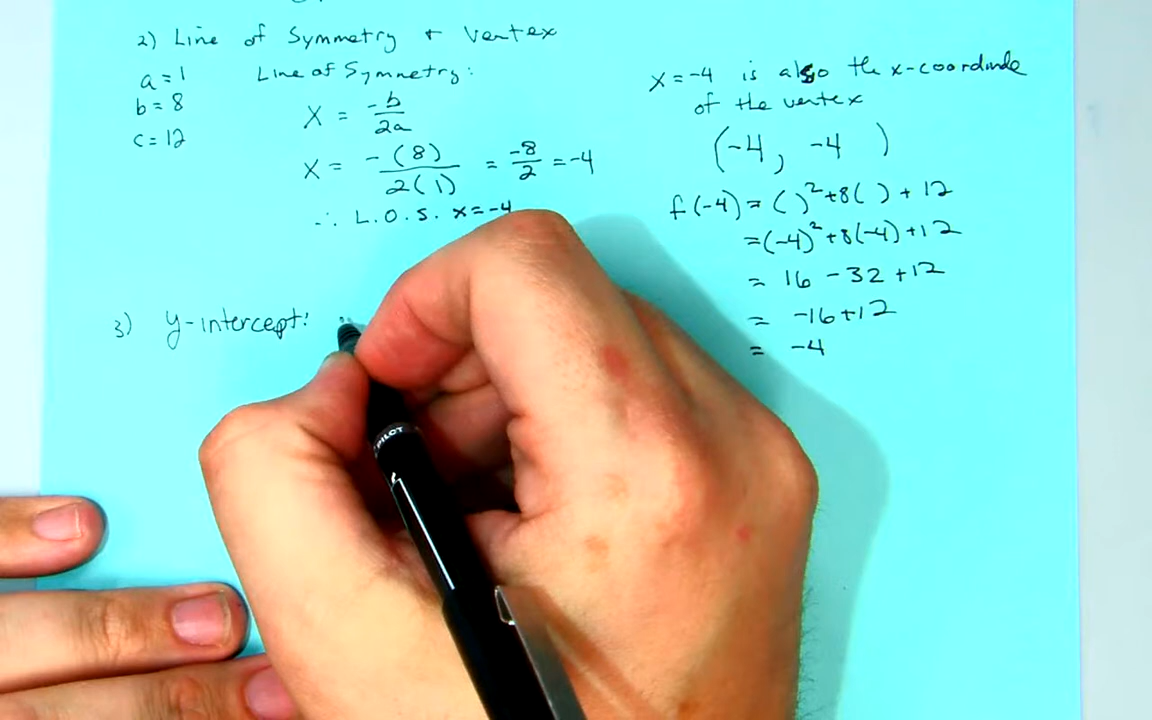 2) Line of Symmetry + Vertex
a = 1
b = 8
c = 12
Line of Symmetry:
X = -b/2a
X = -(8)/2(1) = -8/2 = -4
∴ L.O.S. x = -4
x = -4 is also the x-coordinate
of the vertex
(-4, -4)
f(-4) = ( )² + 8( ) + 12
= (-4)² + 8(-4) + 12
= 16 - 32 + 12
= -16 + 12
= -4
3) y-intercept:
PILOT